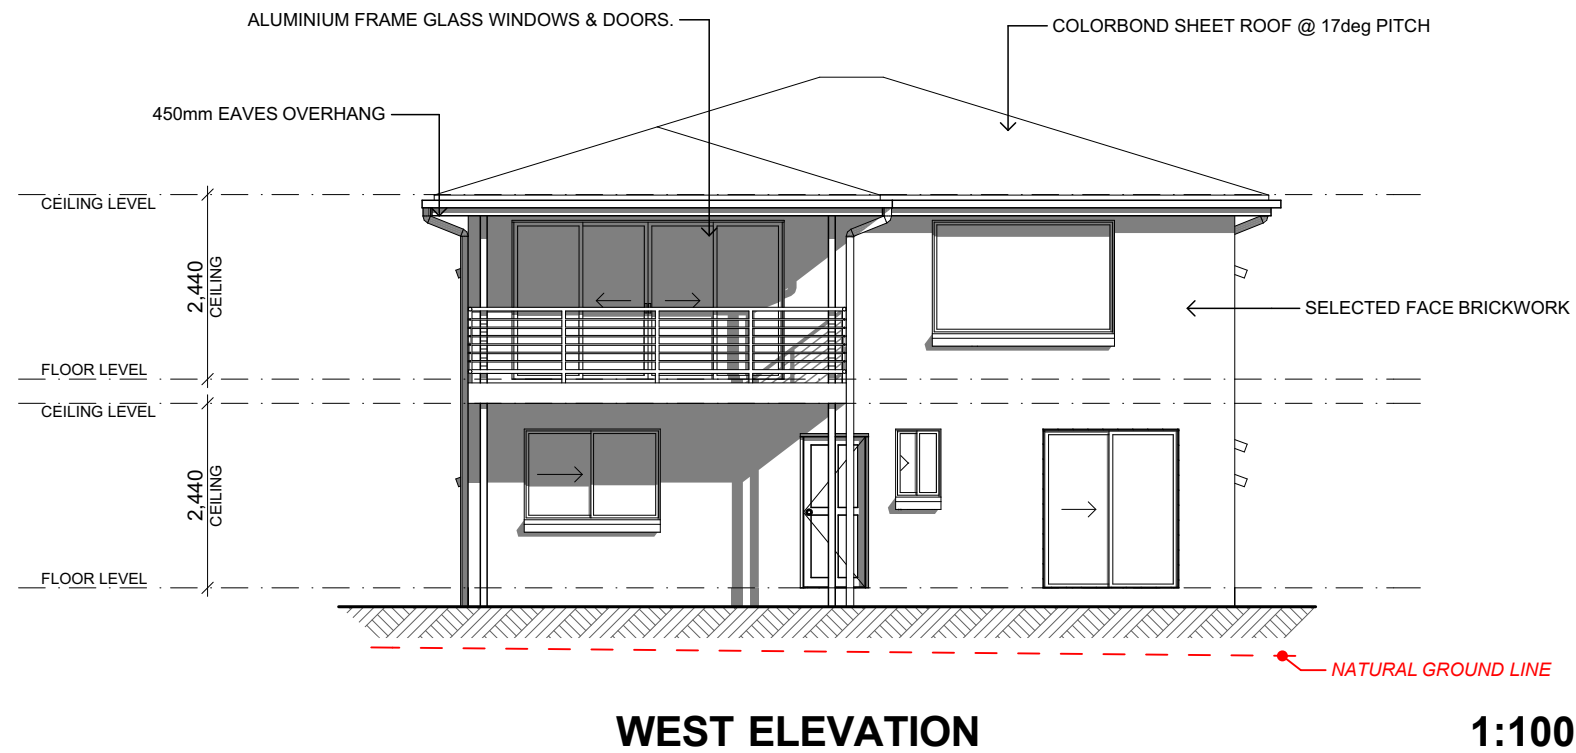 ALUMINIUM FRAME GLASS WINDOWS & DOORS.
COLORBOND SHEET ROOF @ 17deg PITCH
450mm EAVES OVERHANG
CEILING LEVEL
2,440
CEILING
SELECTED FACE BRICKWORK
FLOOR LEVEL
CEILING LEVEL
2,440
CEILING
FLOOR LEVEL
NATURAL GROUND LINE
WEST ELEVATION
1:100